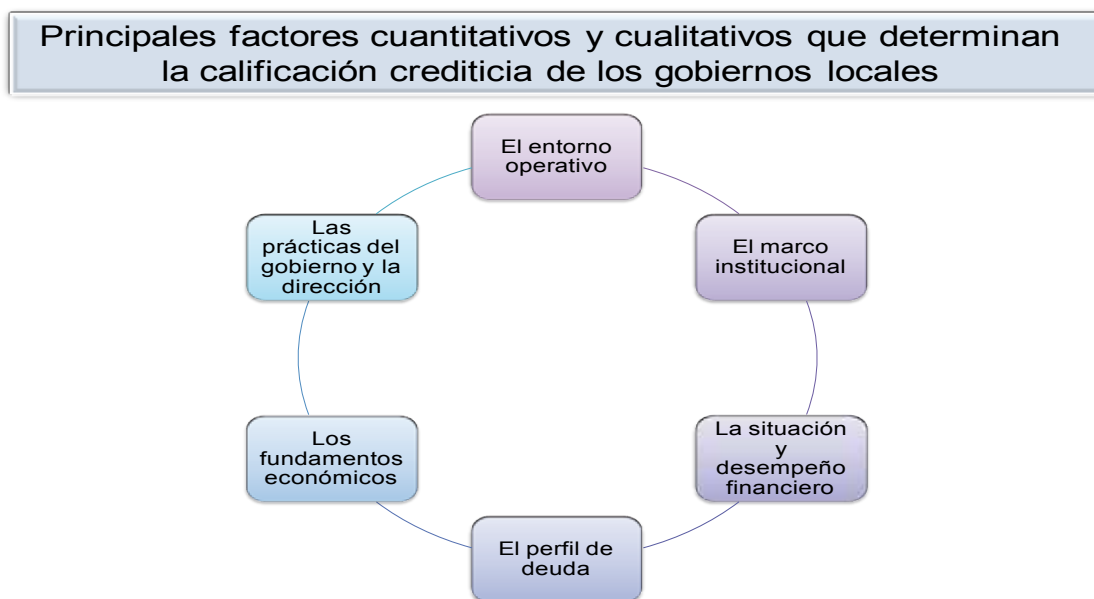 Principales factores cuantitativos y cualitativos que determinan
la calificación crediticia de los gobiernos locales
El entorno
operativo
El marco
institucional
La situación
y
desempeño
financiero
El perfil de
deuda
Los
fundamentos
económicos
Las
prácticas del
gobierno y la
dirección